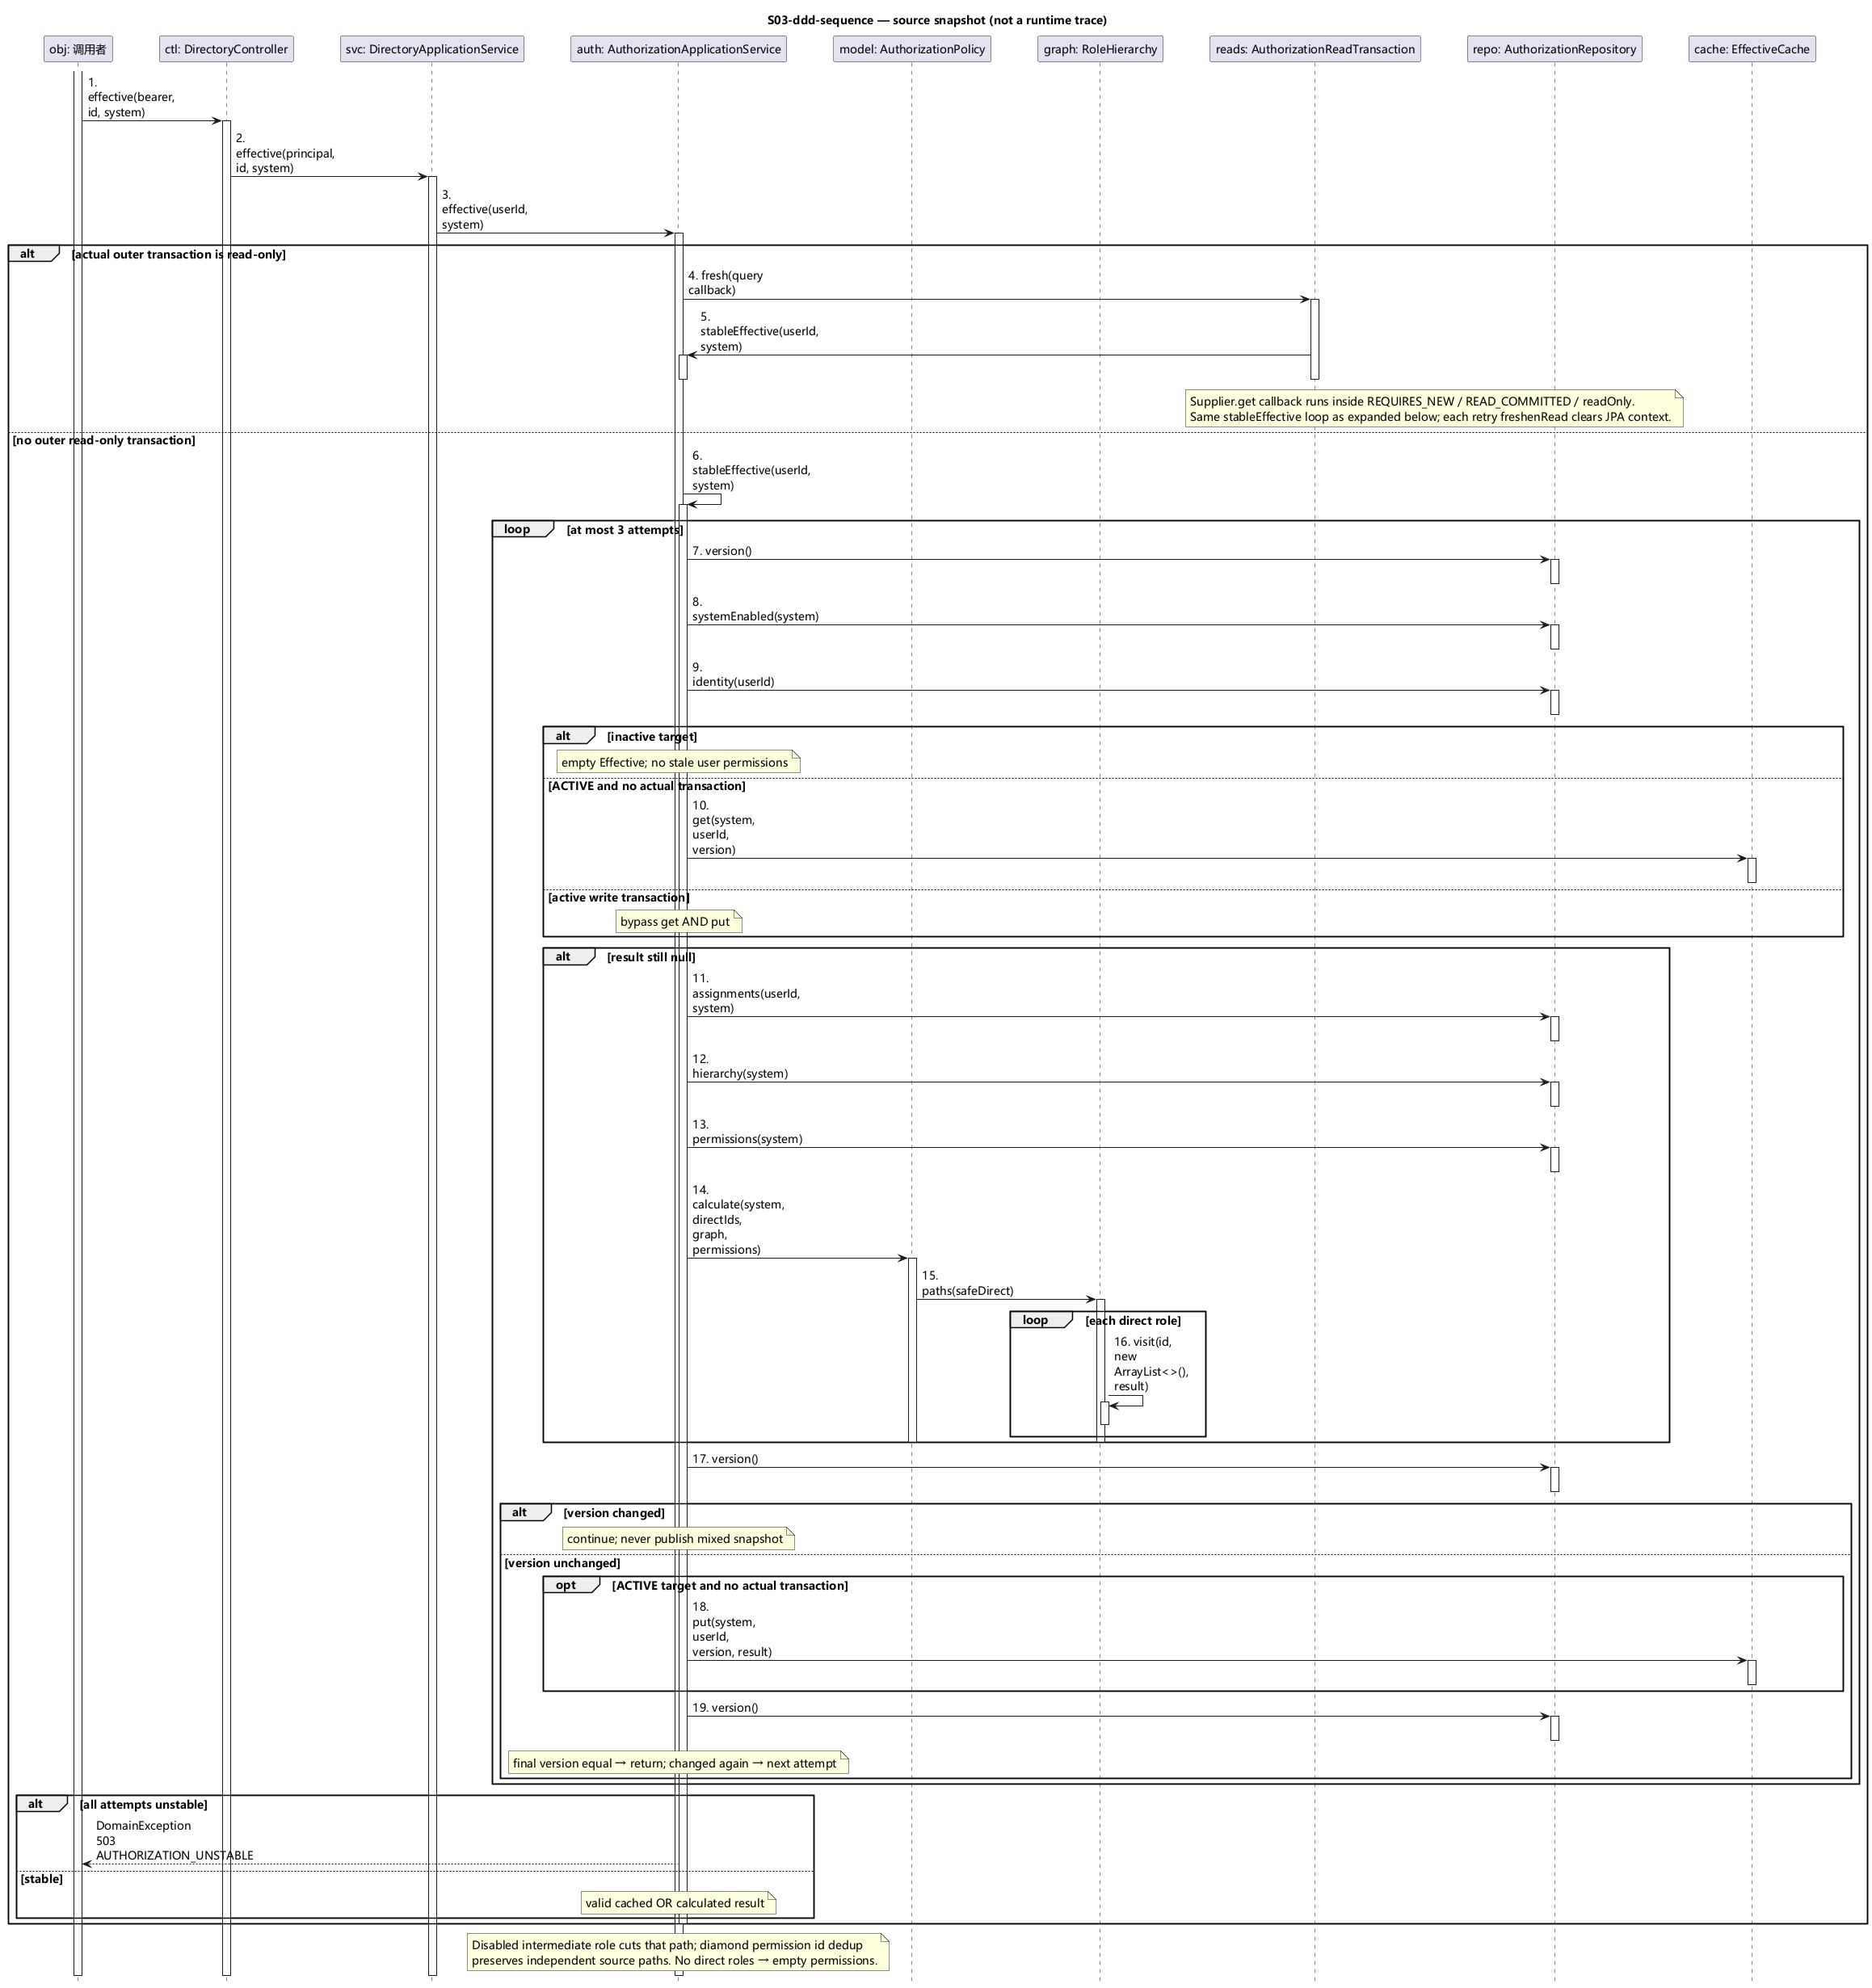 S03-ddd-sequence — source snapshot (not a runtime trace)
obj: 调用者
ctl: DirectoryController
svc: DirectoryApplicationService
auth: AuthorizationApplicationService
model: AuthorizationPolicy
graph: RoleHierarchy
reads: AuthorizationReadTransaction
repo: AuthorizationRepository
cache: EffectiveCache
1.
effective(bearer,
id, system)
2.
effective(principal,
id, system)
3.
effective(userId,
system)
alt [actual outer transaction is read-only]
4. fresh(query
callback)
5.
stableEffective(userId,
system)
Supplier.get callback runs inside REQUIRES_NEW / READ_COMMITTED / readOnly.
Same stableEffective loop as expanded below; each retry freshenRead clears JPA context.
[no outer read-only transaction]
6.
stableEffective(userId,
system)
loop [at most 3 attempts]
7. version()
8.
systemEnabled(system)
9.
identity(userId)
alt [inactive target]
empty Effective; no stale user permissions
[ACTIVE and no actual transaction]
10.
get(system,
userId,
version)
[active write transaction]
bypass get AND put
alt [result still null]
11.
assignments(userId,
system)
12.
hierarchy(system)
13.
permissions(system)
14.
calculate(system,
directIds,
graph,
permissions)
15.
paths(safeDirect)
loop [each direct role]
16. visit(id,
new
ArrayList<>(),
result)
17. version()
alt [version changed]
continue; never publish mixed snapshot
[version unchanged]
opt [ACTIVE target and no actual transaction]
18.
put(system,
userId,
version, result)
19. version()
final version equal → return; changed again → next attempt
alt [all attempts unstable]
DomainException
503
AUTHORIZATION_UNSTABLE
[stable]
valid cached OR calculated result
Disabled intermediate role cuts that path; diamond permission id dedup
preserves independent source paths. No direct roles → empty permissions.